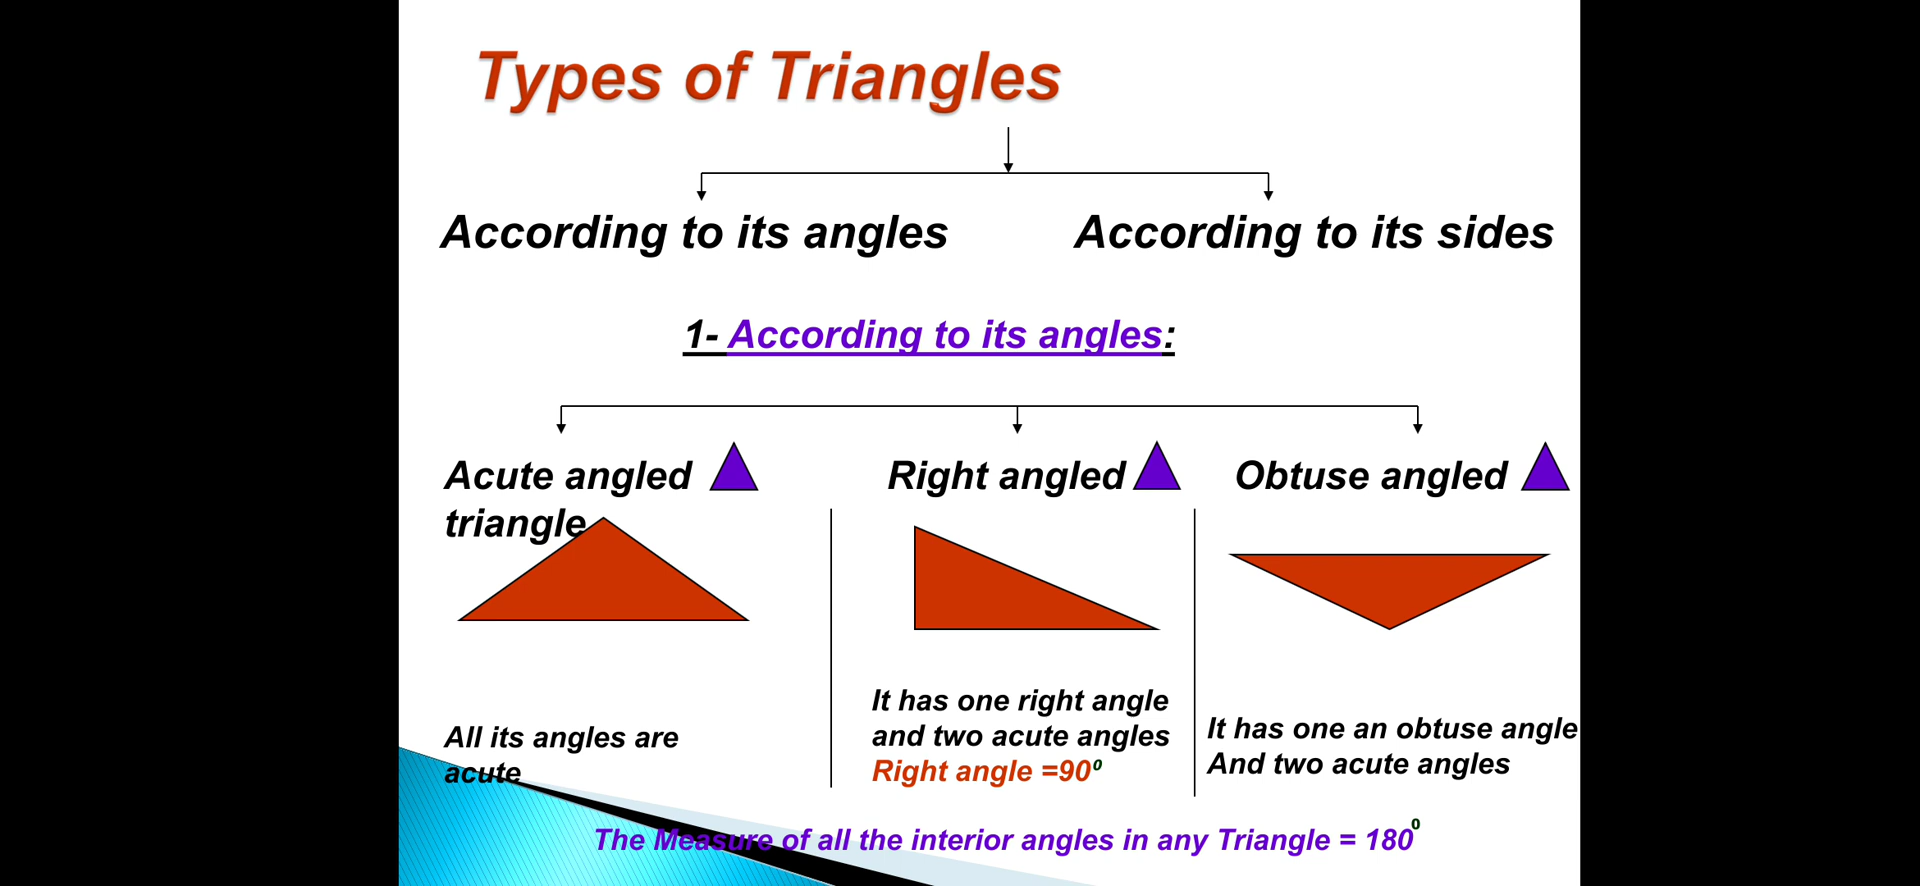 Types of Triangles
According to its angles
According to its sides
1- According to its angles:
Acute angled
triangle
Right angled
Obtuse angled
All its angles are
acute
It has one right angle
and two acute angles
Right angle =90⁰
It has one an obtuse angle
And two acute angles
The Measure of all the interior angles in any Triangle = 180⁰